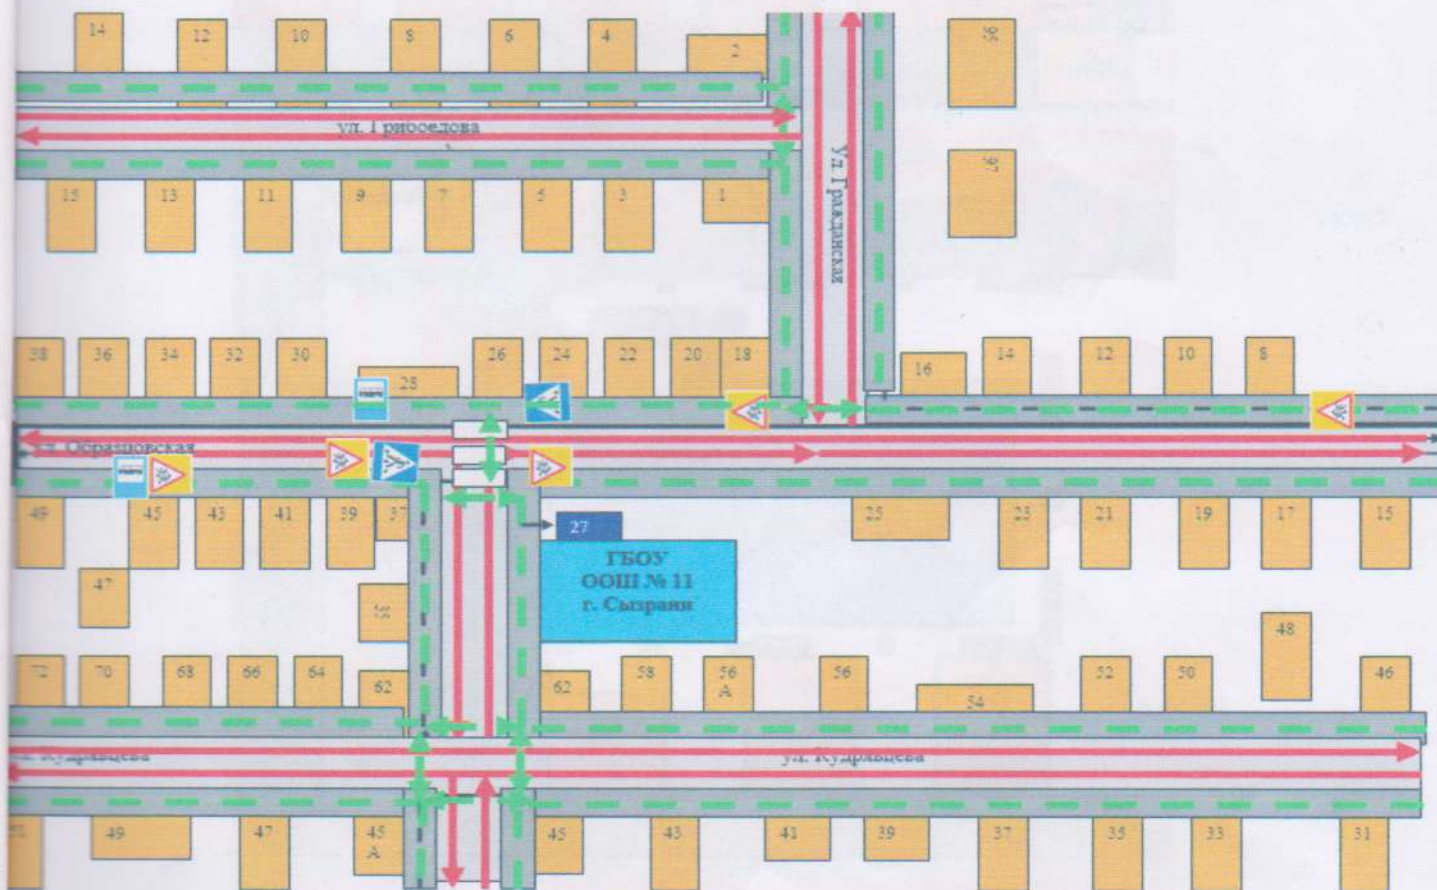 14 12 10 8 6 4 2 95
ул. Грибоедова
15 13 11 9 7 5 3 1 97
Ул. Гражданская
38 36 34 32 30 28 26 24 22 20 18 16 14 12 10 8
ул. Образцовская
49 45 43 41 39 37 27 25 23 21 19 17 15
ГБОУ
ООШ № 11
г. Сызрани
47 35 48
72 70 68 66 64 62 62 58 56 А 56 54 52 50 46
ул. Кудрявцева ул. Кудрявцева
49 47 45 А 45 43 41 39 37 35 33 31